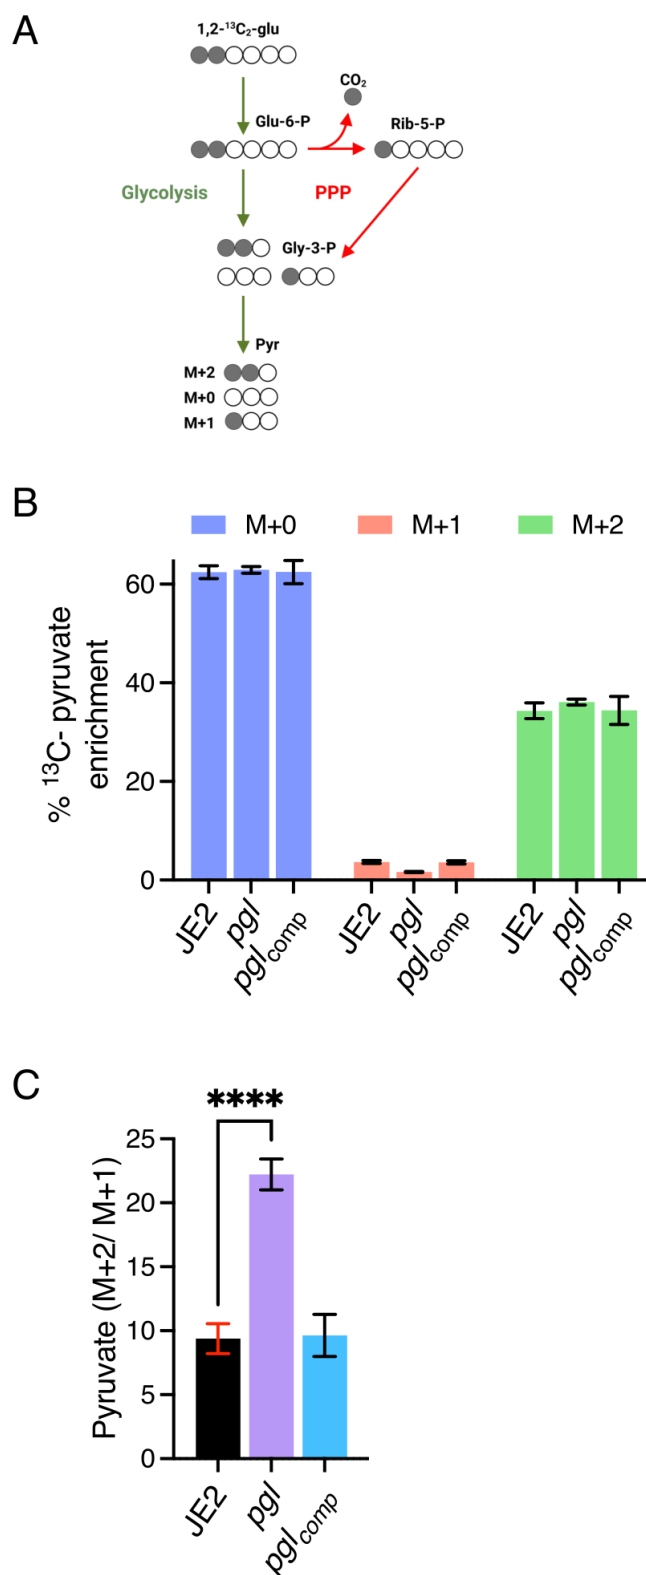 A
1,2-¹³C₂-glu
CO₂
Glu-6-P
Rib-5-P
Glycolysis
PPP
Gly-3-P
Pyr
M+2
M+0
M+1
B
M+0 M+1 M+2
% ¹³C- pyruvate
enrichment
60
40
20
0
JE2 pgl pglcomp JE2 pgl pglcomp JE2 pgl pglcomp
C
****
Pyruvate (M+2/ M+1)
25
20
15
10
5
0
JE2 pgl pglcomp